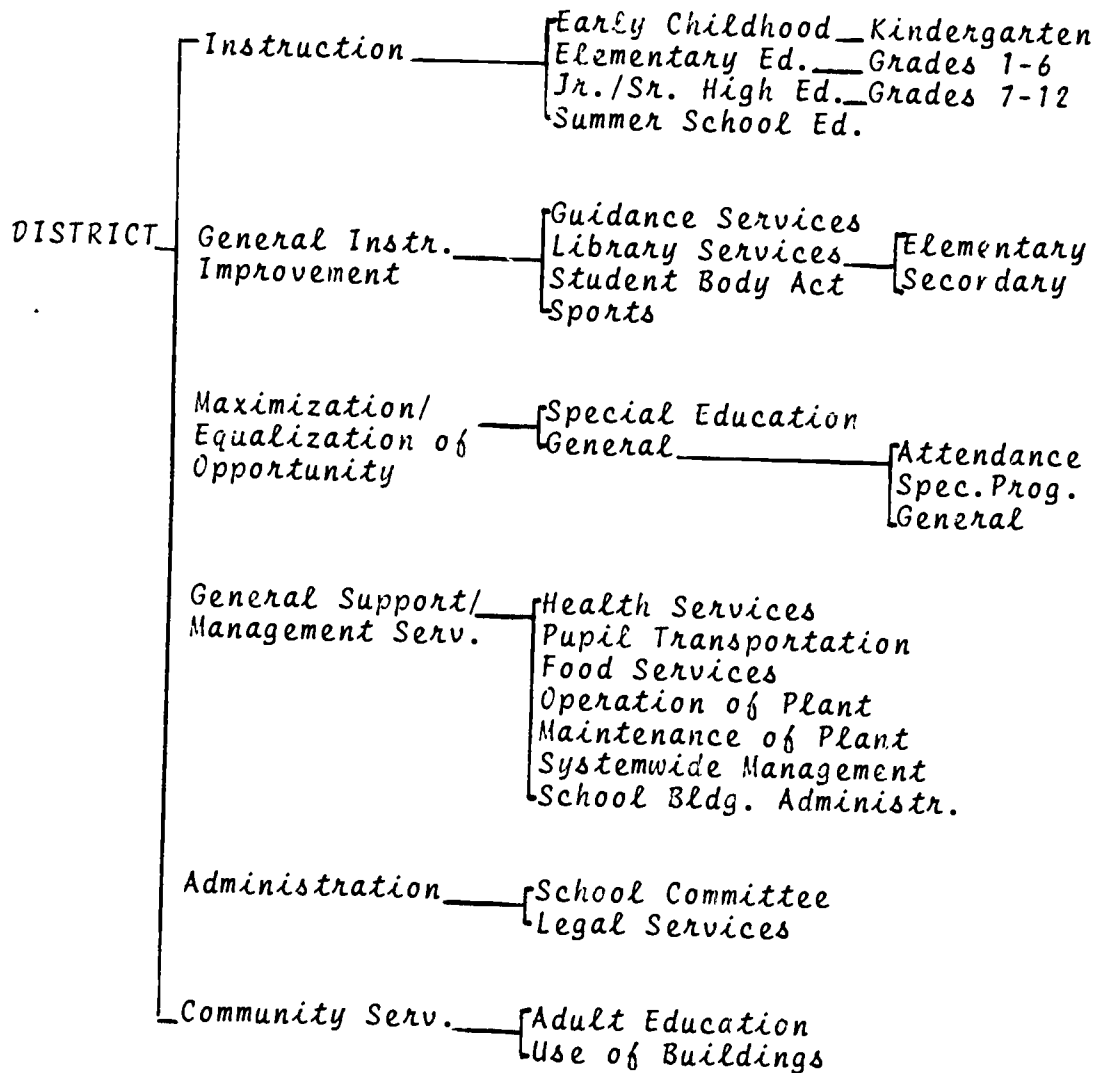 Instruction
Early Childhood Kindergarten
Elementary Ed. Grades 1-6
Jr./Sr. High Ed. Grades 7-12
Summer School Ed.
DISTRICT
General Instr.
Improvement
Guidance Services
Library Services
Student Body Act
Sports
Elementary
Secordary
Maximization/
Equalization of
Opportunity
Special Education
General
Attendance
Spec.Prog.
General
General Support/
Management Serv.
Health Services
Pupil Transportation
Food Services
Operation of Plant
Maintenance of Plant
Systemwide Management
School Bldg. Administr.
Administration
School Committee
Legal Services
Community Serv.
Adult Education
Use of Buildings